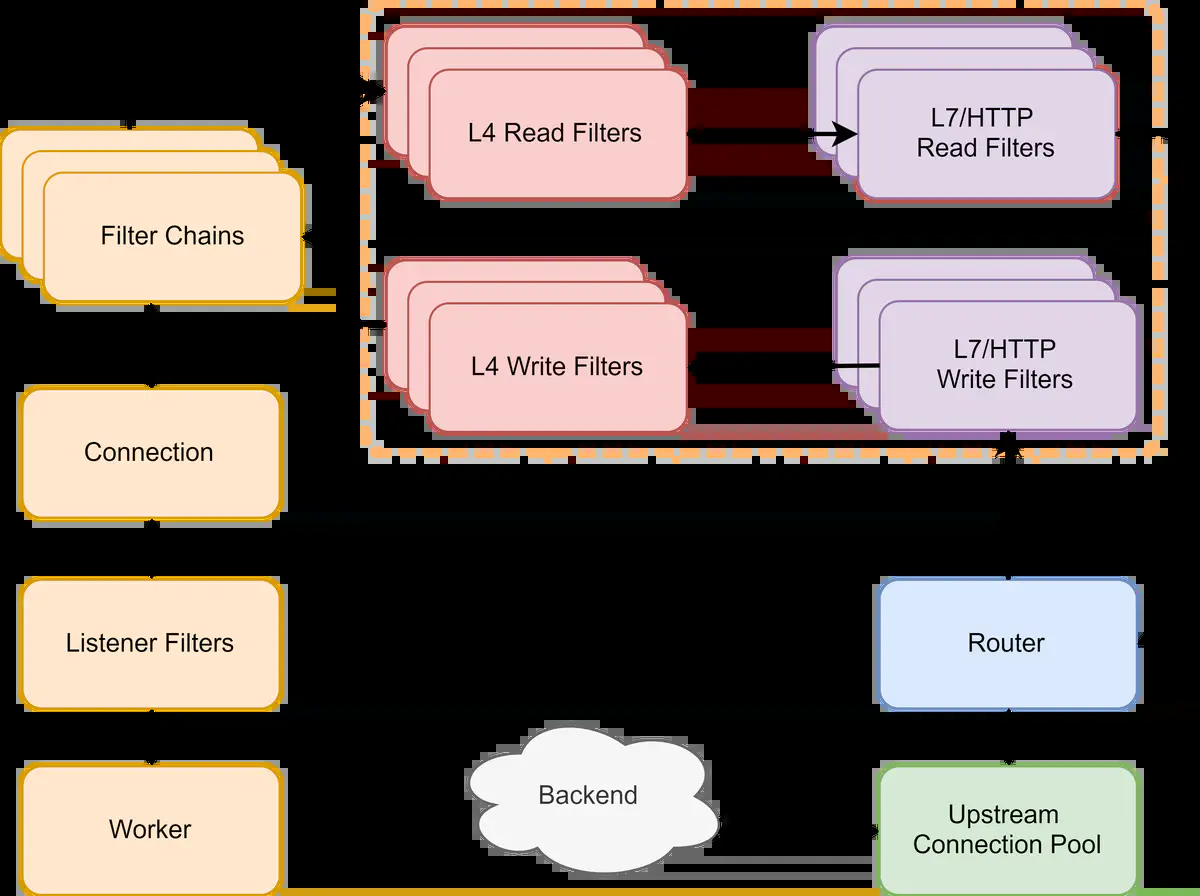 L4 Read Filters
L7/HTTP
Read Filters
Filter Chains
L4 Write Filters
L7/HTTP
Write Filters
Connection
Listener Filters
Router
Backend
Worker
Upstream
Connection Pool